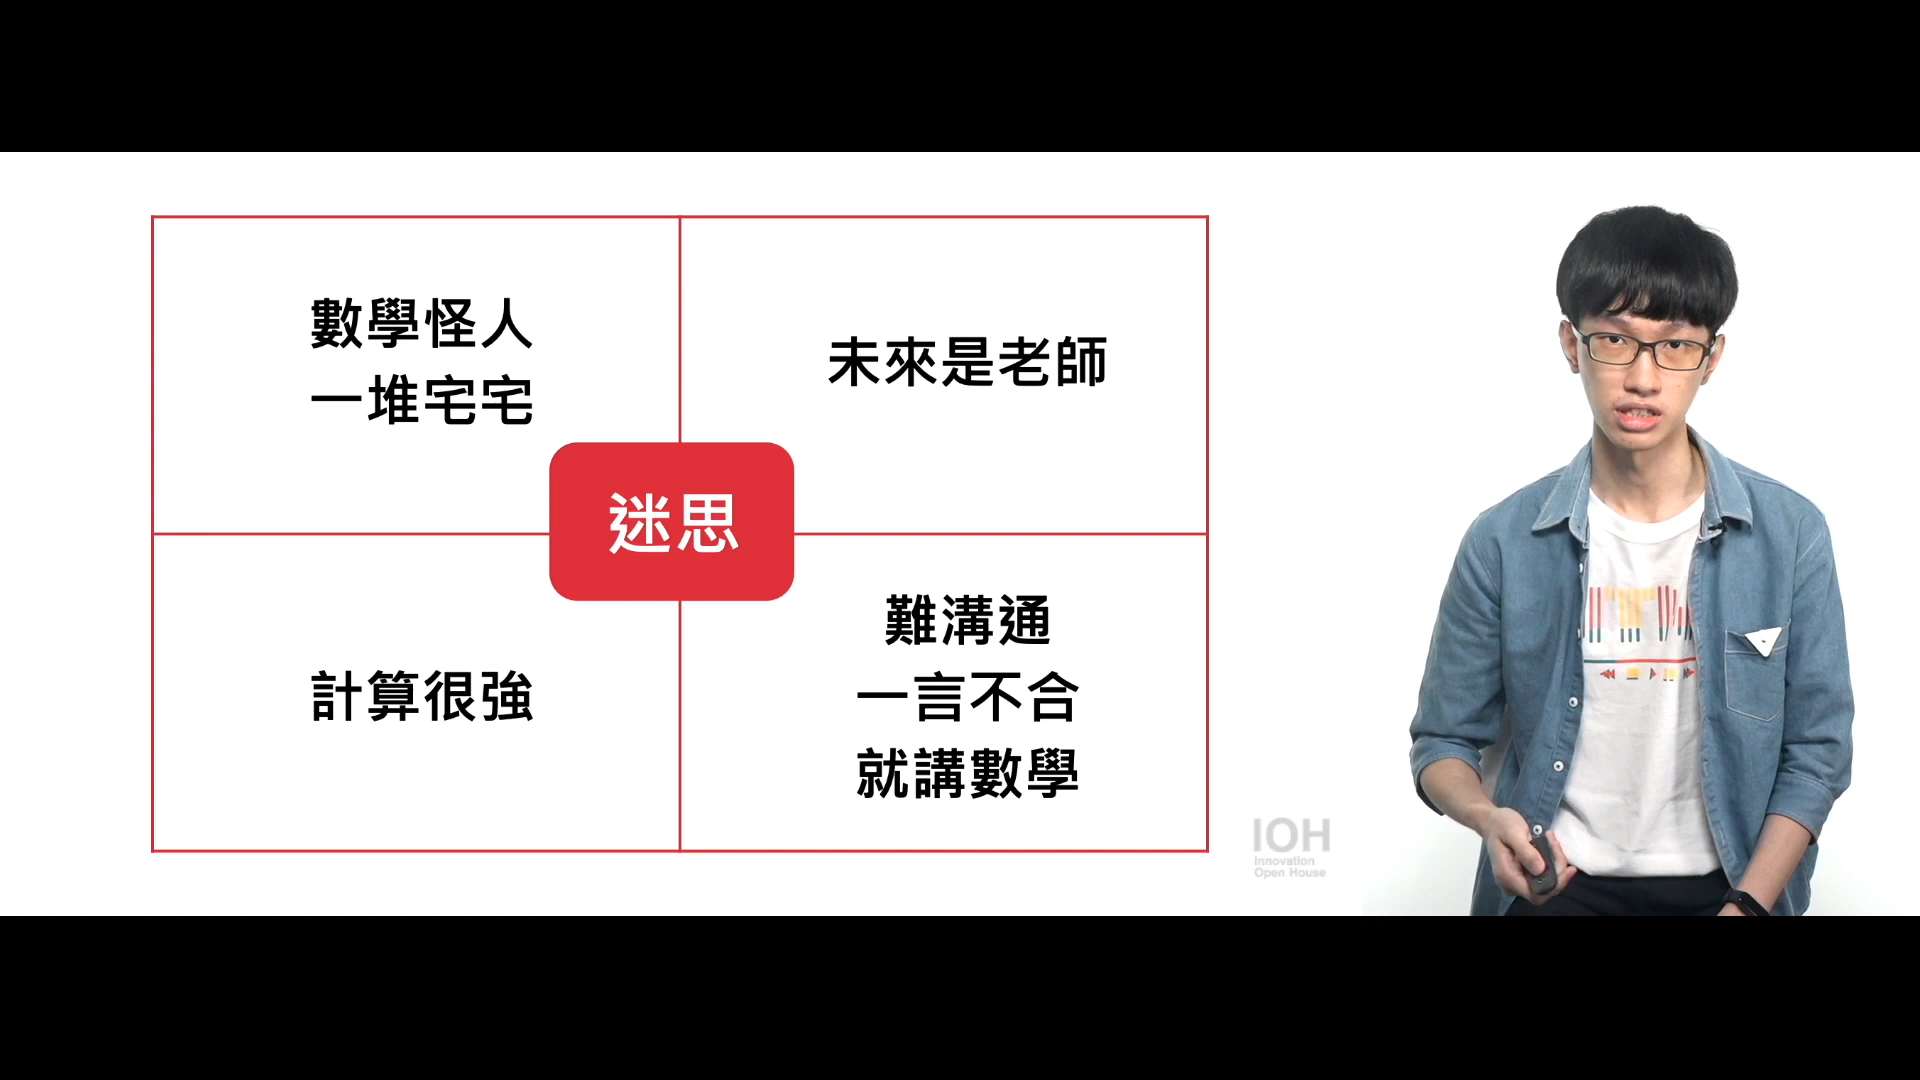 數學怪人
一堆宅宅
未來是老師
迷思
計算很強
難溝通
一言不合
就講數學
IOH
Innovation
Open House